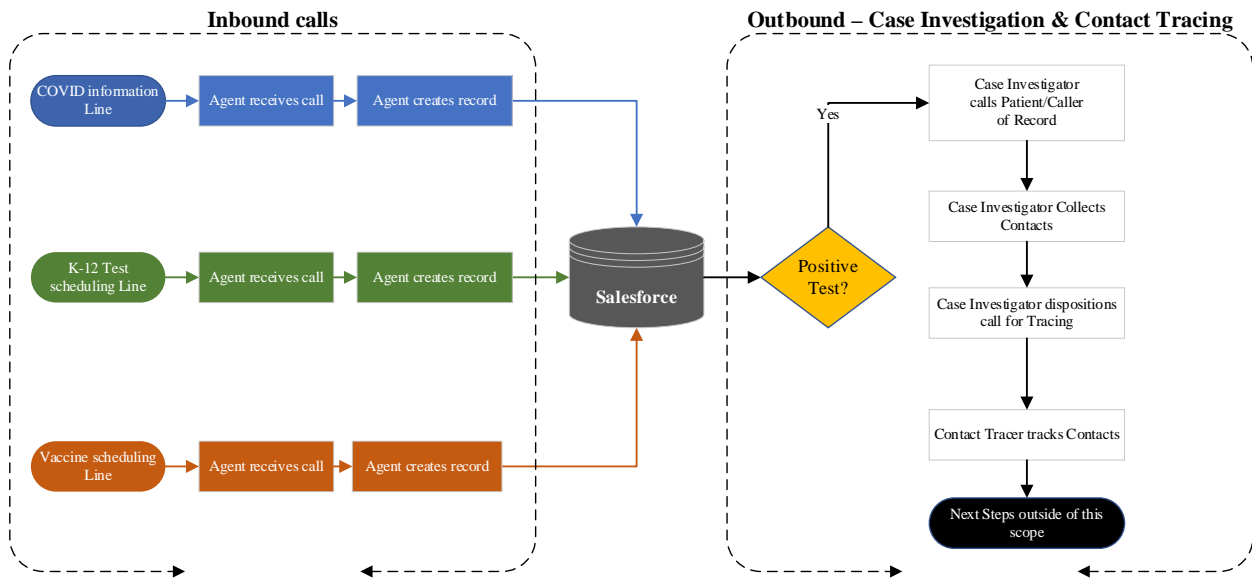 Inbound calls
Outbound – Case Investigation & Contact Tracing
COVID information
Line
Agent receives call
Agent creates record
K-12 Test
scheduling Line
Agent receives call
Agent creates record
Vaccine scheduling
Line
Agent receives call
Agent creates record
Salesforce
Positive
Test?
Yes
Case Investigator
calls Patient/Caller
of Record
Case Investigator Collects
Contacts
Case Investigator dispositions
call for Tracing
Contact Tracer tracks Contacts
Next Steps outside of this
scope